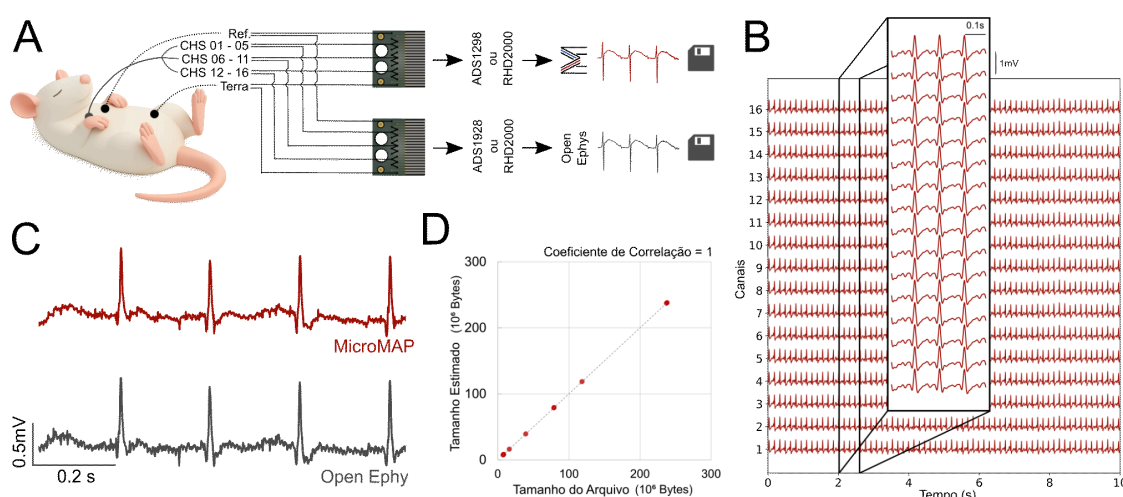 A
Ref.
CHS 01 - 05
CHS 06 - 11
CHS 12 - 16
Terra
ADS1298
ou
RHD2000
ADS1928
ou
RHD2000
Open
Ephys
B
0.1s
1mV
16
15
14
13
12
11
10
9
8
7
6
5
4
3
2
1
Canais
0
2
4
6
8
10
Tempo (s)
C
MicroMAP
0.5mV
0.2 s
Open Ephy
D
Coeficiente de Correlação = 1
300
200
100
0
Tamanho Estimado (10⁶ Bytes)
0
100
200
300
Tamanho do Arquivo (10⁶ Bytes)